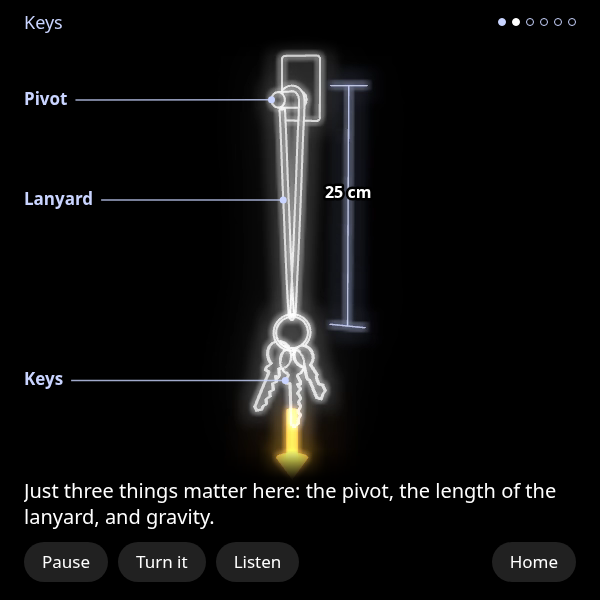 Keys
Pivot
Lanyard
25 cm
Keys
Just three things matter here: the pivot, the length of the
lanyard, and gravity.
Pause
Turn it
Listen
Home